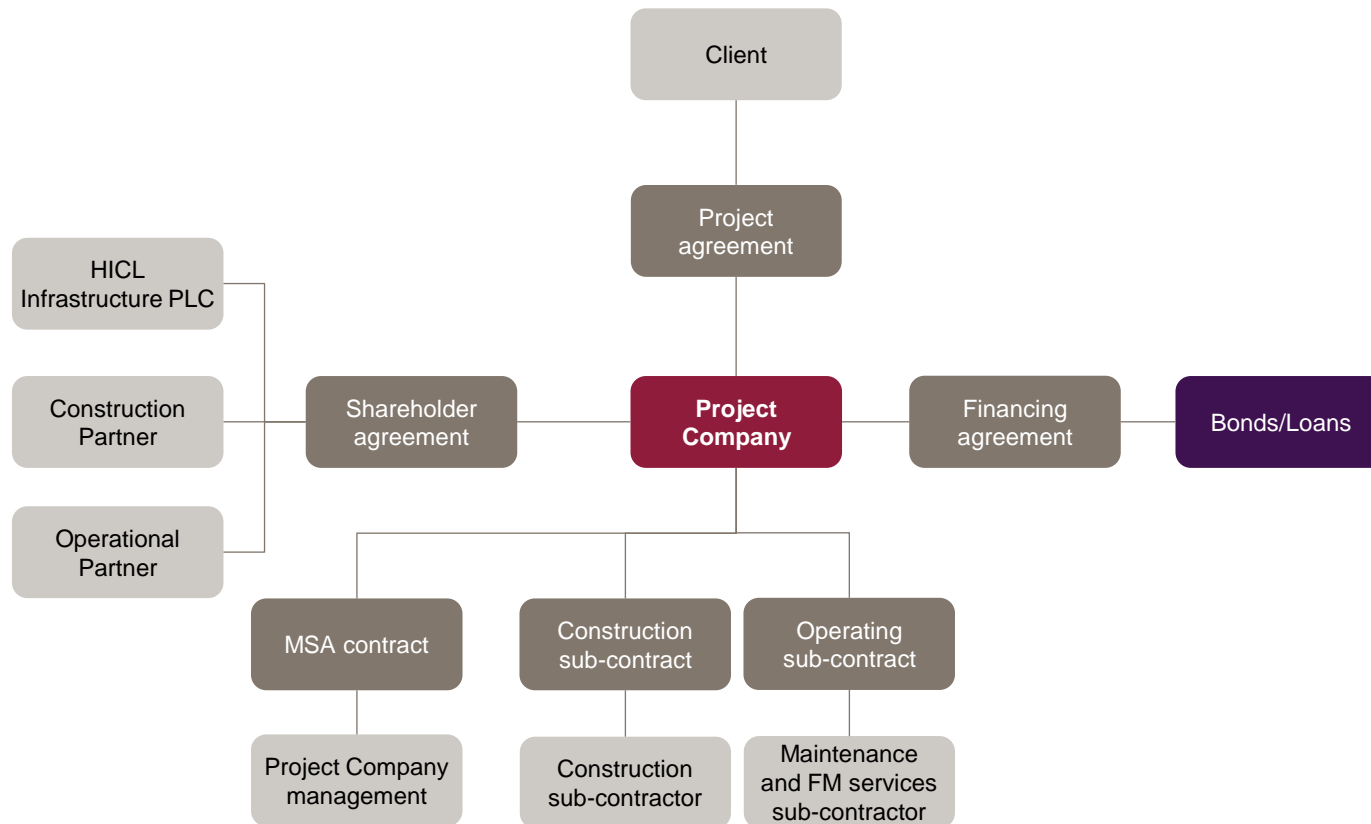 Client
Project
agreement
HICL
Infrastructure PLC
Construction
Partner
Operational
Partner
Shareholder
agreement
Project
Company
Financing
agreement
Bonds/Loans
MSA contract
Construction
sub-contract
Operating
sub-contract
Project Company
management
Construction
sub-contractor
Maintenance
and FM services
sub-contractor